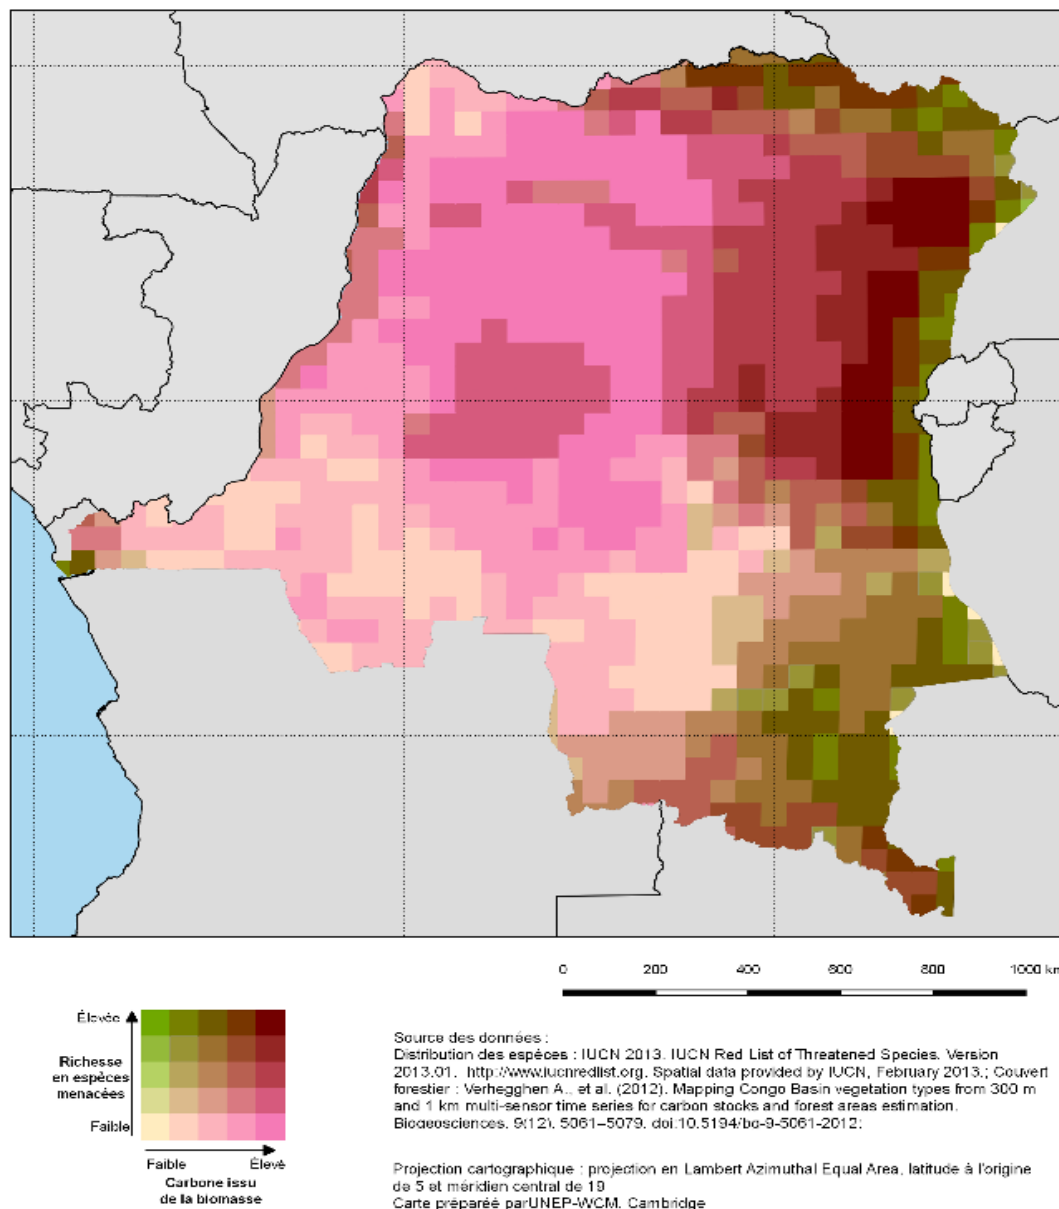 0 200 400 600 800 1000 km
Élevée
Richesse
en espèces
menacées
Faible
Faible Élevé
Carbone issu
de la biomasse
Source des données :
Distribution des espèces : IUCN 2013. IUCN Red List of Threatened Species. Version
2013.01. http://www.iucnredlist.org. Spatial data provided by IUCN, February 2013.; Couvert
forestier : Verhegghen A., et al. (2012). Mapping Congo Basin vegetation types from 300 m
and 1 km multi-sensor time series for carbon stocks and forest areas estimation.
Biogeosciences, 9(12), 5061–5079. doi:10.5194/bg-9-5061-2012;
Projection cartographique : projection en Lambert Azimuthal Equal Area, latitude à l'origine
de 5 et méridien central de 19
Carte préparéé parUNEP-WCM, Cambridge